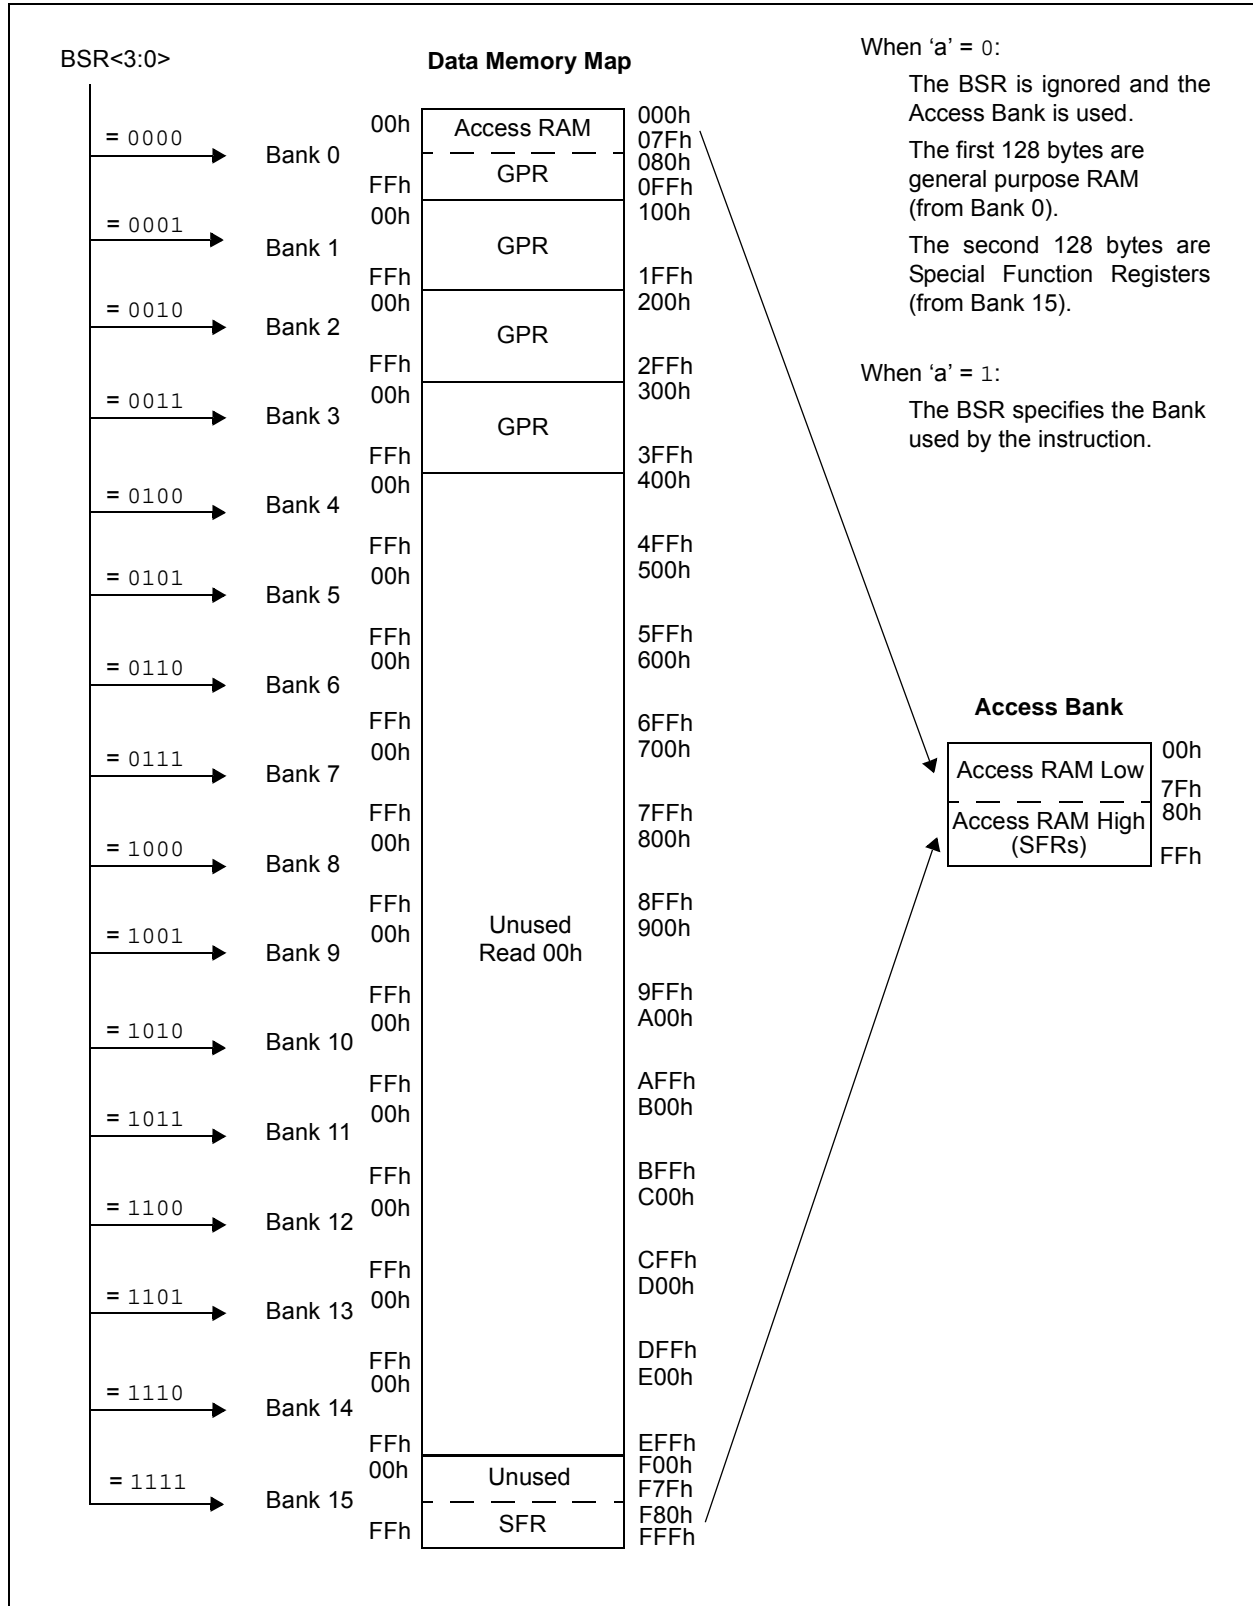 BSR<3:0>
Data Memory Map
When ‘a’ = 0:
The BSR is ignored and the
Access Bank is used.
The first 128 bytes are
general purpose RAM
(from Bank 0).
The second 128 bytes are
Special Function Registers
(from Bank 15).
When ‘a’ = 1:
The BSR specifies the Bank
used by the instruction.
= 0000
Bank 0
00h
Access RAM
000h
07Fh
080h
GPR
FFh
0FFh
= 0001
Bank 1
00h
100h
GPR
FFh
1FFh
= 0010
Bank 2
00h
200h
GPR
FFh
2FFh
= 0011
Bank 3
00h
300h
GPR
FFh
3FFh
= 0100
Bank 4
00h
400h
FFh
4FFh
= 0101
Bank 5
00h
500h
FFh
5FFh
= 0110
Bank 6
00h
600h
FFh
6FFh
= 0111
Bank 7
00h
700h
FFh
7FFh
= 1000
Bank 8
00h
800h
FFh
8FFh
= 1001
Bank 9
00h
900h
Unused
Read 00h
FFh
9FFh
= 1010
Bank 10
00h
A00h
FFh
AFFh
= 1011
Bank 11
00h
B00h
FFh
BFFh
= 1100
Bank 12
00h
C00h
FFh
CFFh
= 1101
Bank 13
00h
D00h
FFh
DFFh
= 1110
Bank 14
00h
E00h
FFh
EFFh
= 1111
Bank 15
00h
F00h
Unused
F7Fh
F80h
SFR
FFh
FFFh
Access Bank
Access RAM Low
00h
7Fh
Access RAM High
(SFRs)
80h
FFh